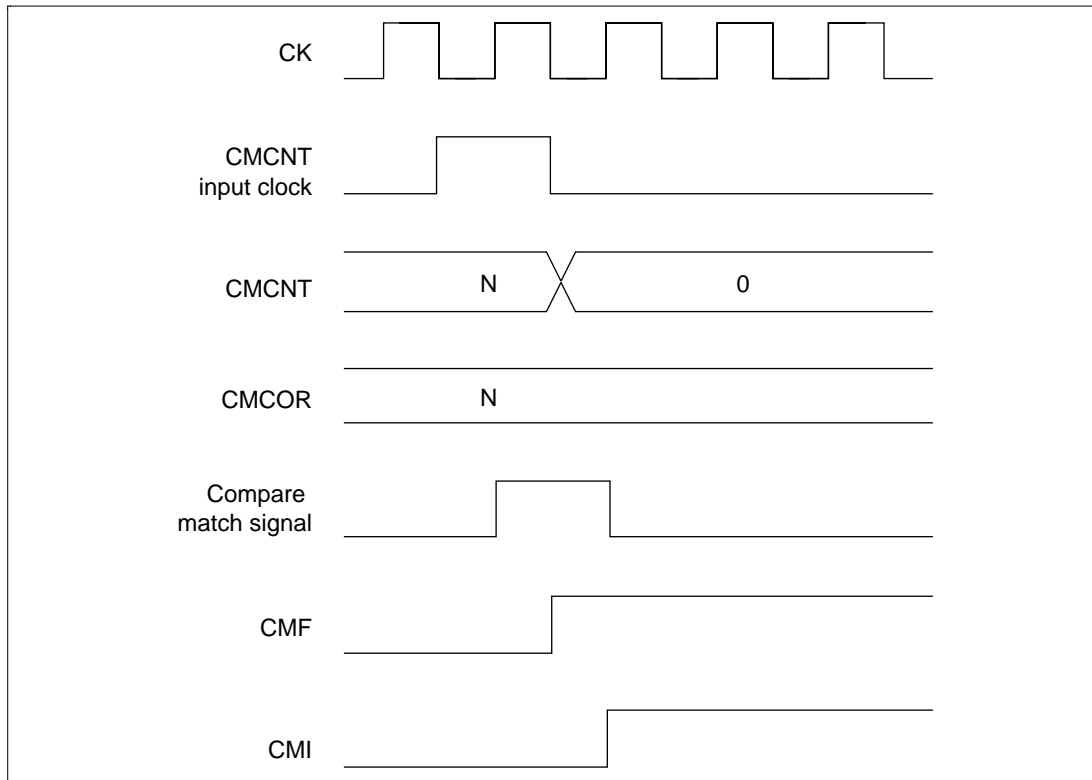 CK
CMCNT
input clock
CMCNT
N
0
CMCOR
N
Compare
match signal
CMF
CMI